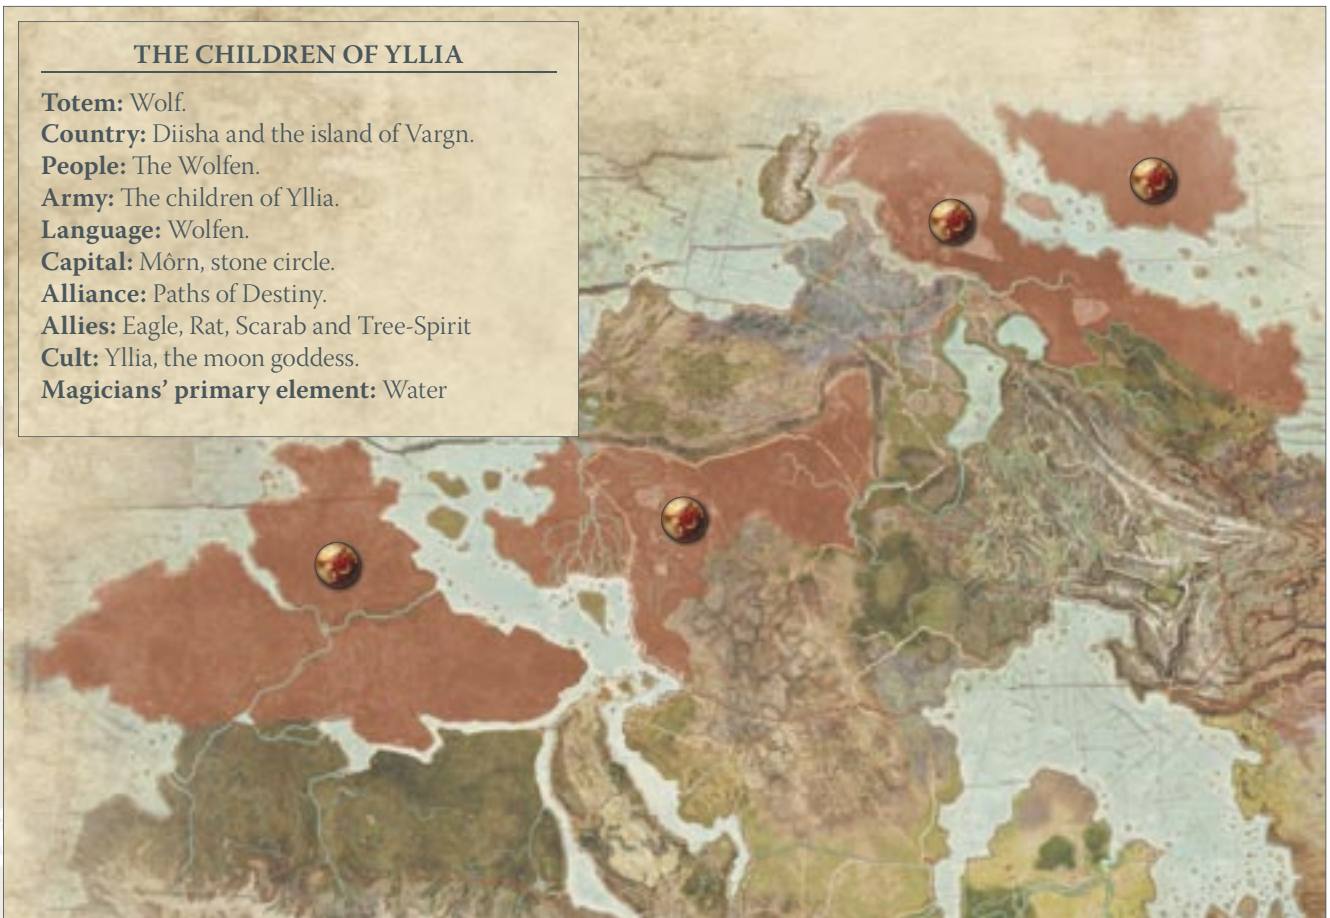 THE CHILDREN OF YLLIA
Totem: Wolf.
Country: Diisha and the island of Vargn.
People: The Wolfen.
Army: The children of Yllia.
Language: Wolfen.
Capital: Môrn, stone circle.
Alliance: Paths of Destiny.
Allies: Eagle, Rat, Scarab and Tree-Spirit
Cult: Yllia, the moon goddess.
Magicians’ primary element: Water